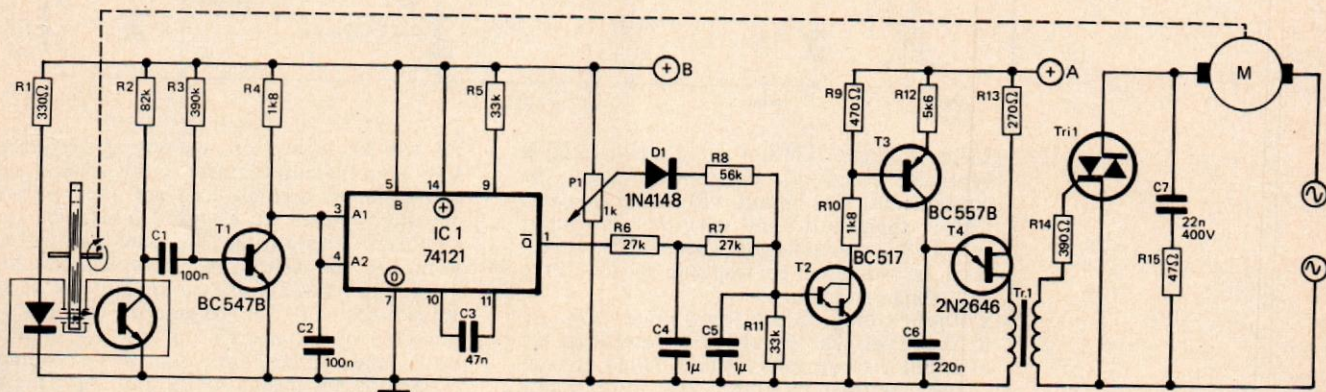 R1
330Ω
R2
82k
R3
390k
R4
1k8
C1
100n
T1
BC547B
C2
100n
5
B
14
+
R5
33k
9
3 A1
4 A2
IC 1
74121
Q̅ 1
0
7
10
11
C3
47n
+ B
P1
1k
D1
1N4148
R8
56k
R6
27k
R7
27k
C4
1µ
C5
1µ
R11
33k
T2
BC517
R9
470Ω
R10
1k8
R12
5k6
T3
BC557B
R13
270Ω
+ A
T4
2N2646
C6
220n
Tr.1
Tri1
R14
390Ω
C7
22n
400V
R15
47Ω
M